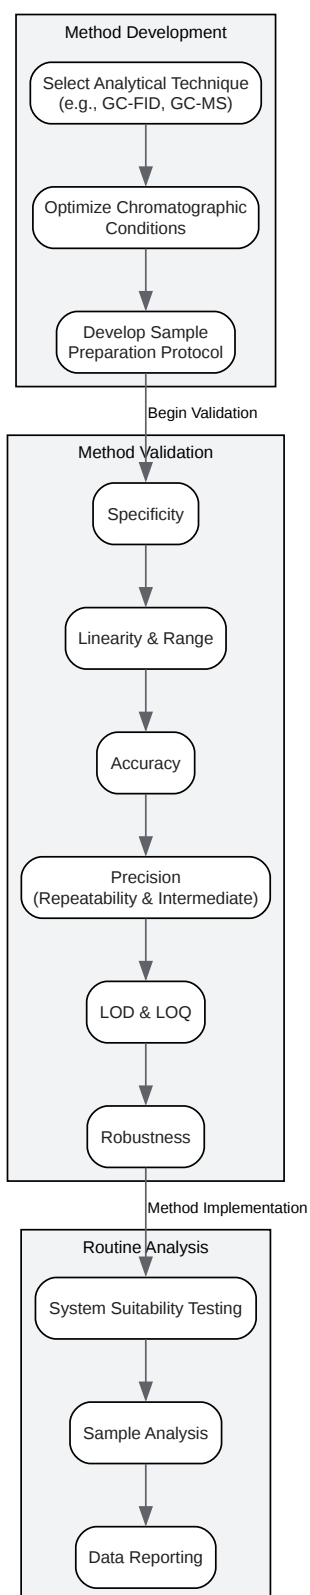 Method Development
Select Analytical Technique
(e.g., GC-FID, GC-MS)
Optimize Chromatographic
Conditions
Develop Sample
Preparation Protocol
Begin Validation
Method Validation
Specificity
Linearity & Range
Accuracy
Precision
(Repeatability & Intermediate)
LOD & LOQ
Robustness
Method Implementation
Routine Analysis
System Suitability Testing
Sample Analysis
Data Reporting